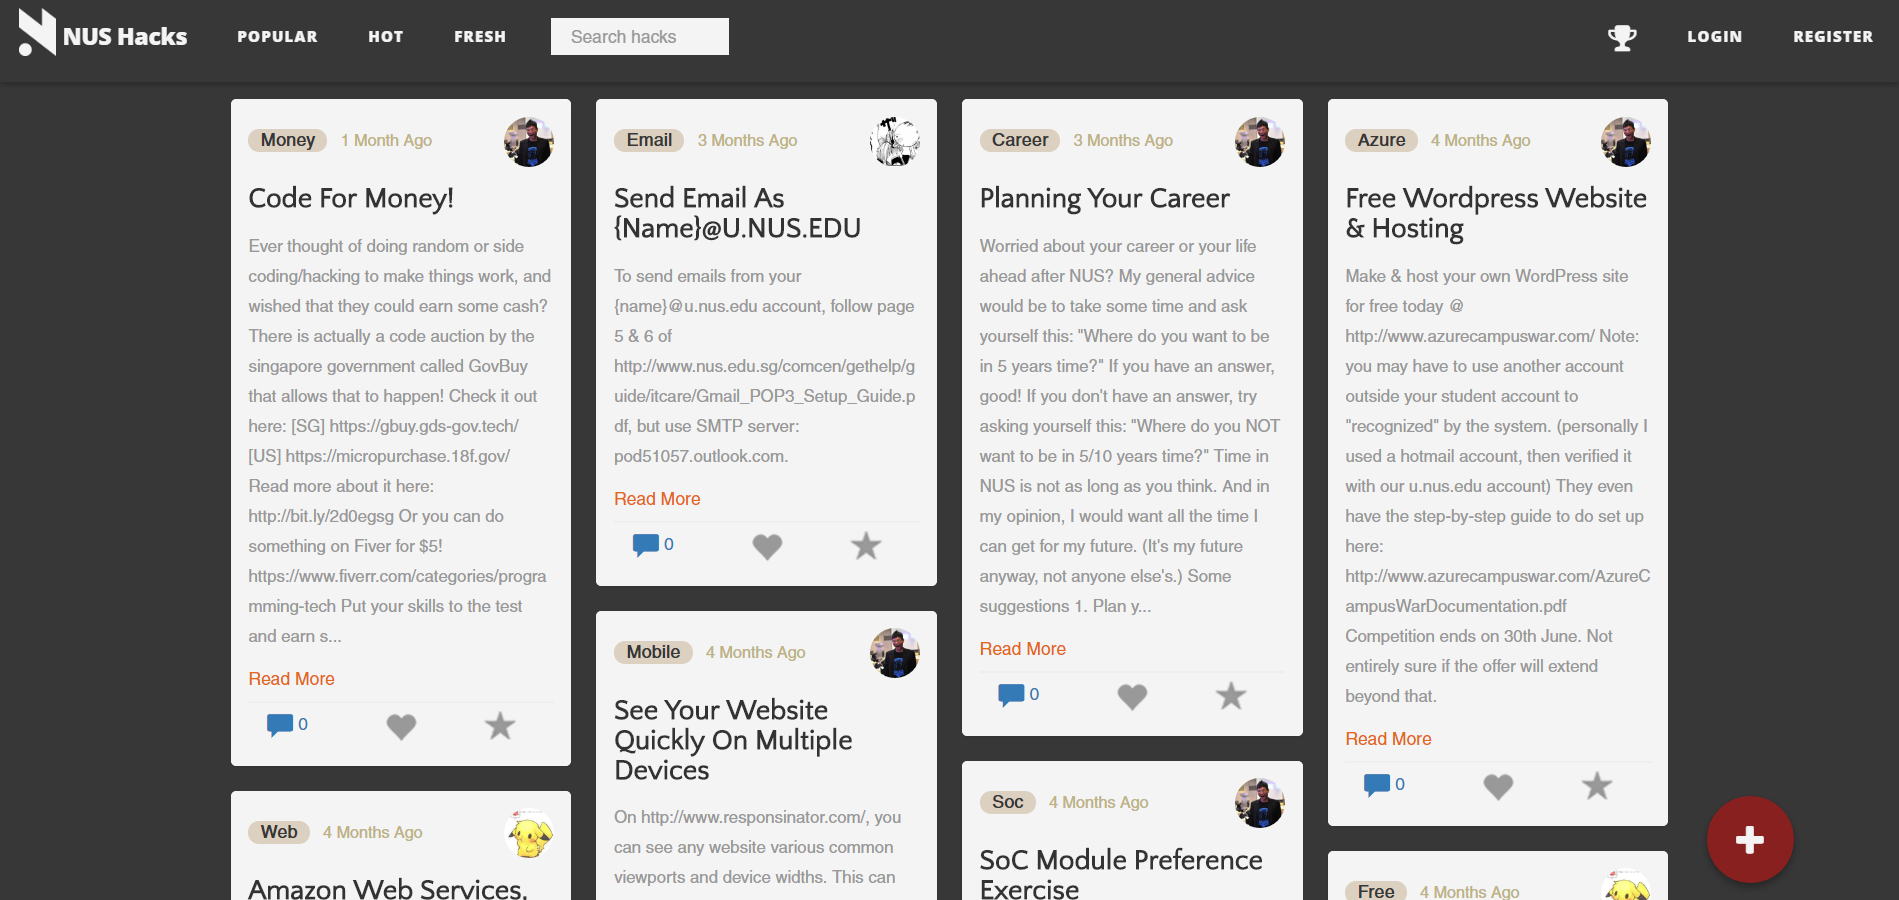 NUS Hacks
POPULAR
HOT
FRESH
Search hacks
LOGIN
REGISTER
Money
1 Month Ago
Code For Money!
Ever thought of doing random or side
coding/hacking to make things work, and
wished that they could earn some cash?
There is actually a code auction by the
singapore government called GovBuy
that allows that to happen! Check it out
here: [SG] https://gbuy.gds-gov.tech/
[US] https://micropurchase.18f.gov/
Read more about it here:
http://bit.ly/2d0egsg Or you can do
something on Fiver for $5!
https://www.fiverr.com/categories/progra
mming-tech Put your skills to the test
and earn s...
Read More
0
Web
4 Months Ago
Amazon Web Services,
Email
3 Months Ago
Send Email As
{Name}@U.NUS.EDU
To send emails from your
{name}@u.nus.edu account, follow page
5 & 6 of
http://www.nus.edu.sg/comcen/gethelp/g
uide/itcare/Gmail_POP3_Setup_Guide.p
df, but use SMTP server:
pod51057.outlook.com.
Read More
0
Mobile
4 Months Ago
See Your Website
Quickly On Multiple
Devices
On http://www.responsinator.com/, you
can see any website various common
viewports and device widths. This can
Career
3 Months Ago
Planning Your Career
Worried about your career or your life
ahead after NUS? My general advice
would be to take some time and ask
yourself this: "Where do you want to be
in 5 years time?" If you have an answer,
good! If you don't have an answer, try
asking yourself this: "Where do you NOT
want to be in 5/10 years time?" Time in
NUS is not as long as you think. And in
my opinion, I would want all the time I
can get for my future. (It's my future
anyway, not anyone else's.) Some
suggestions 1. Plan y...
Read More
0
Soc
4 Months Ago
SoC Module Preference
Exercise
Azure
4 Months Ago
Free Wordpress Website
& Hosting
Make & host your own WordPress site
for free today @
http://www.azurecampuswar.com/ Note:
you may have to use another account
outside your student account to
"recognized" by the system. (personally I
used a hotmail account, then verified it
with our u.nus.edu account) They even
have the step-by-step guide to do set up
here:
http://www.azurecampuswar.com/AzureC
ampusWarDocumentation.pdf
Competition ends on 30th June. Not
entirely sure if the offer will extend
beyond that.
Read More
0
Free
4 Months Ago